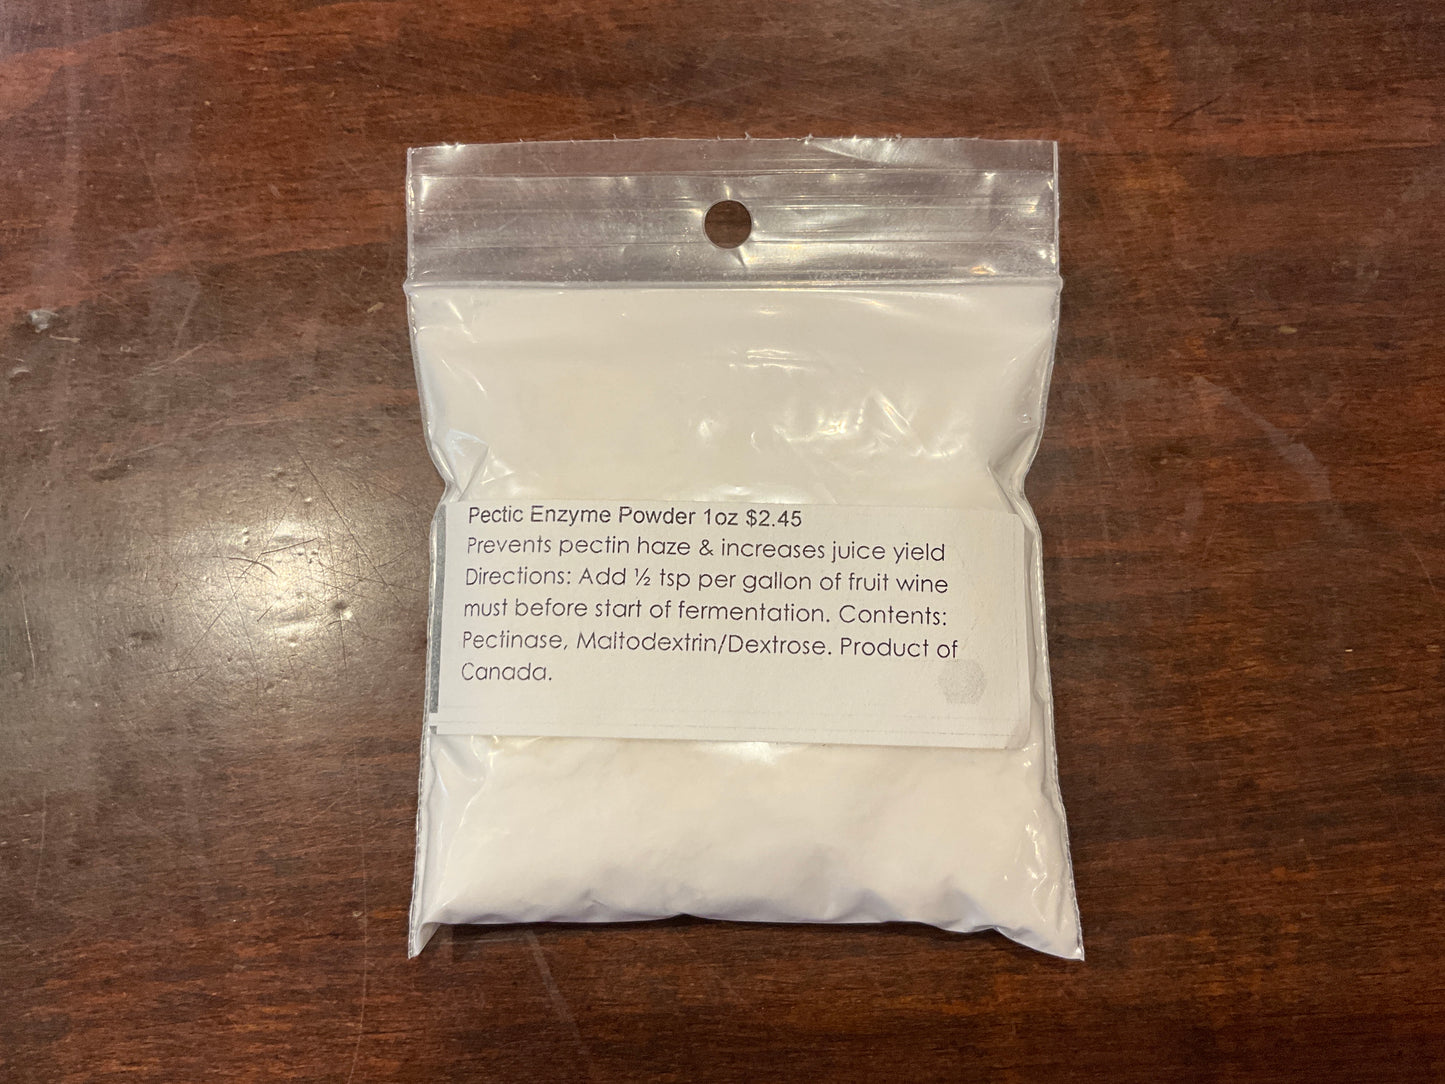 Pectic Enzyme Powder 1oz $2.45
Prevents pectin haze & increases juice yield
Directions: Add ½ tsp per gallon of fruit wine
must before start of fermentation. Contents:
Pectinase, Maltodextrin/Dextrose. Product of
Canada.